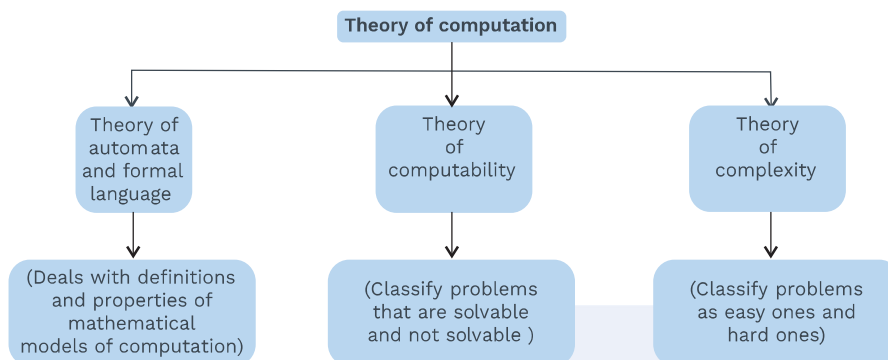 Theory of computation
Theory of
automata
and formal
language
Theory
of
computability
Theory
of
complexity
(Deals with definitions
and properties of
mathematical
models of computation)
(Classify problems
that are solvable
and not solvable )
(Classify problems
as easy ones and
hard ones)